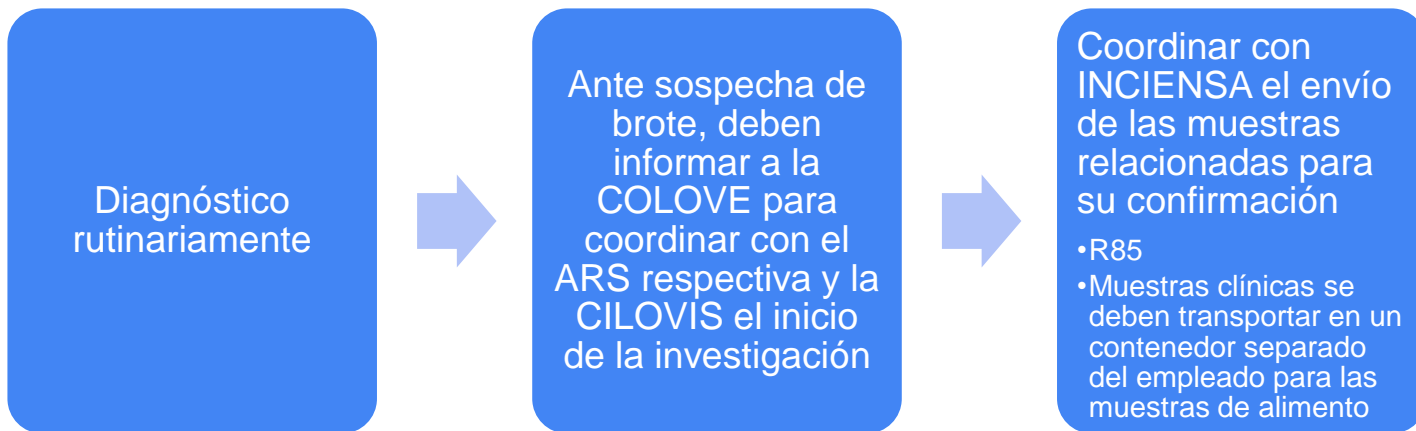 Diagnóstico
rutinariamente
Ante sospecha de
brote, deben
informar a la
COLOVE para
coordinar con el
ARS respectiva y la
CILOVIS el inicio
de la investigación
Coordinar con
INCIENSA el envío
de las muestras
relacionadas para
su confirmación
•R85
•Muestras clínicas se
deben transportar en un
contenedor separado
del empleado para las
muestras de alimento